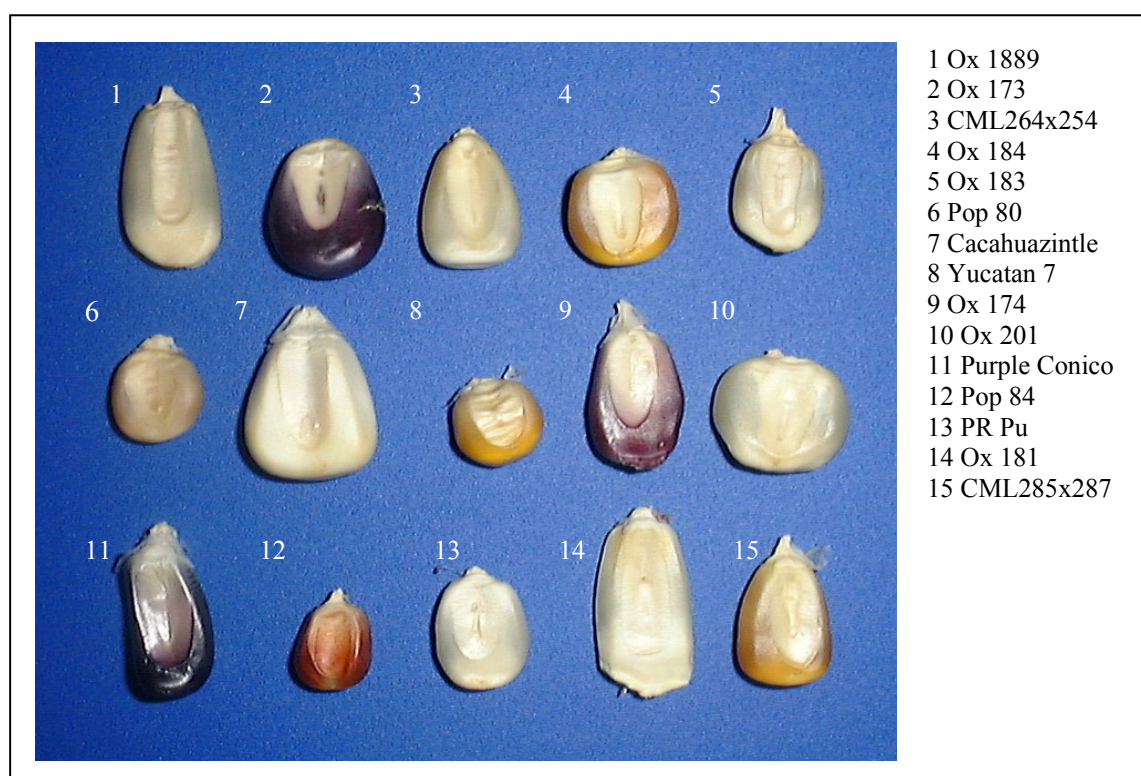 1 2 3 4 5
6 7 8 9 10
11 12 13 14 15
1 Ox 1889
2 Ox 173
3 CML264x254
4 Ox 184
5 Ox 183
6 Pop 80
7 Cacahuazintle
8 Yucatan 7
9 Ox 174
10 Ox 201
11 Purple Conico
12 Pop 84
13 PR Pu
14 Ox 181
15 CML285x287